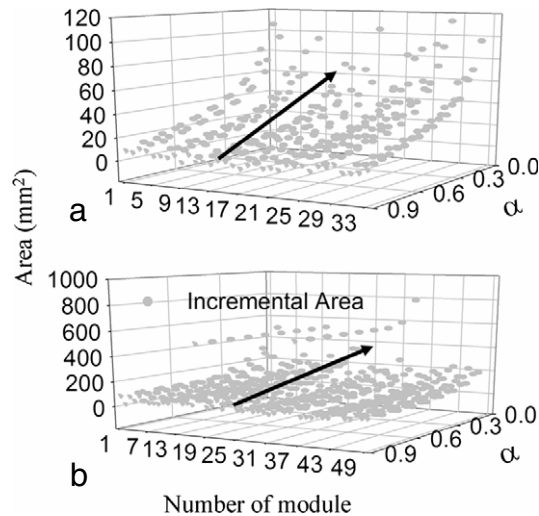 120
100
80
60
40
20
0
1 5 9 13 17 21 25 29 33
0.9 0.6 0.3 0.0
α
a
Area (mm²)
1000
800
600
400
200
0
Incremental Area
1 7 13 19 25 31 37 43 49
0.9 0.6 0.3 0.0
α
b
Number of module